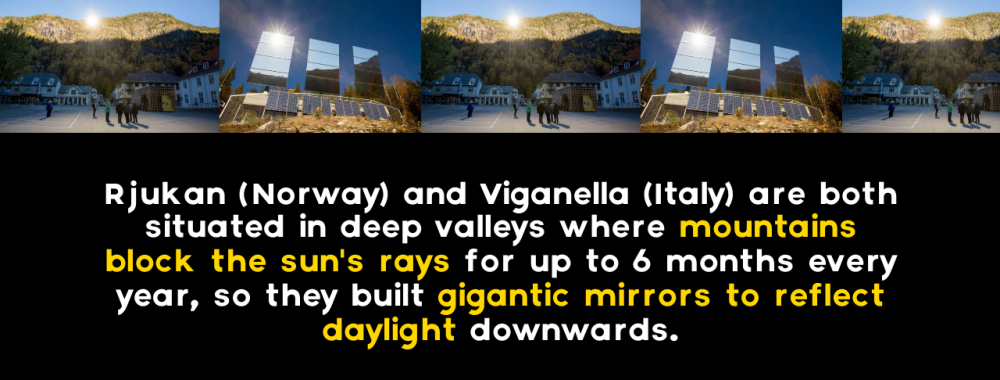 Rjukan (Norway) and Viganella (Italy) are both
situated in deep valleys where mountains
block the sun's rays for up to 6 months every
year, so they built gigantic mirrors to reflect
daylight downwards.